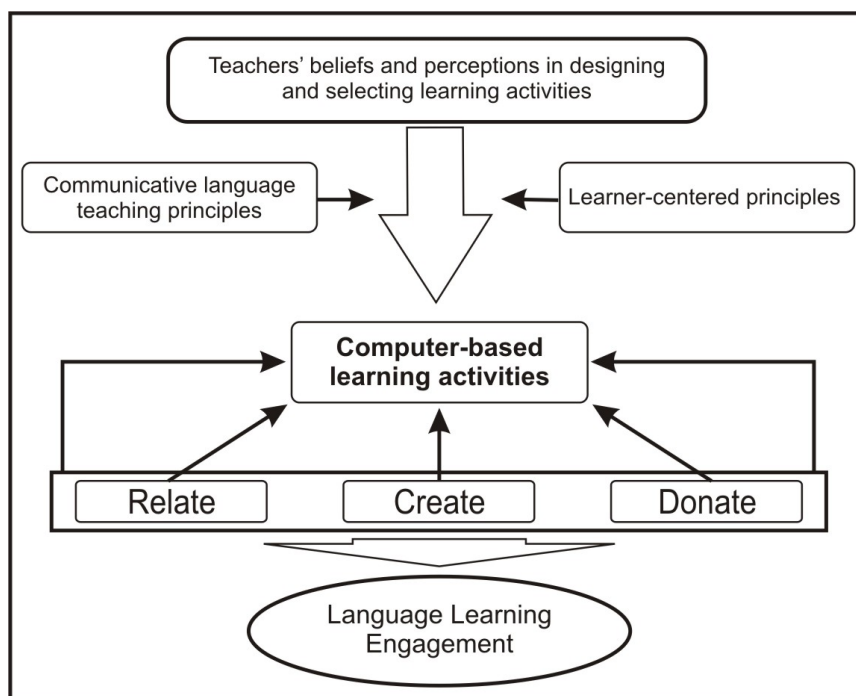 Teachers’ beliefs and perceptions in designing
and selecting learning activities
Communicative language
teaching principles
Learner-centered principles
Computer-based
learning activities
Relate
Create
Donate
Language Learning
Engagement